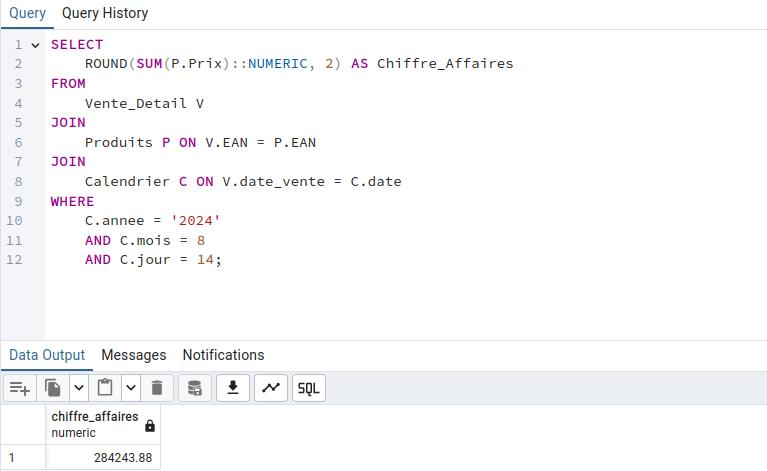 Query Query History
1 SELECT
2 ROUND(SUM(P.Prix)::NUMERIC, 2) AS Chiffre_Affaires
3 FROM
4 Vente_Detail V
5 JOIN
6 Produits P ON V.EAN = P.EAN
7 JOIN
8 Calendrier C ON V.date_vente = C.date
9 WHERE
10 C.annee = '2024'
11 AND C.mois = 8
12 AND C.jour = 14;
Data Output Messages Notifications
SQL
chiffre_affaires
numeric
1 284243.88